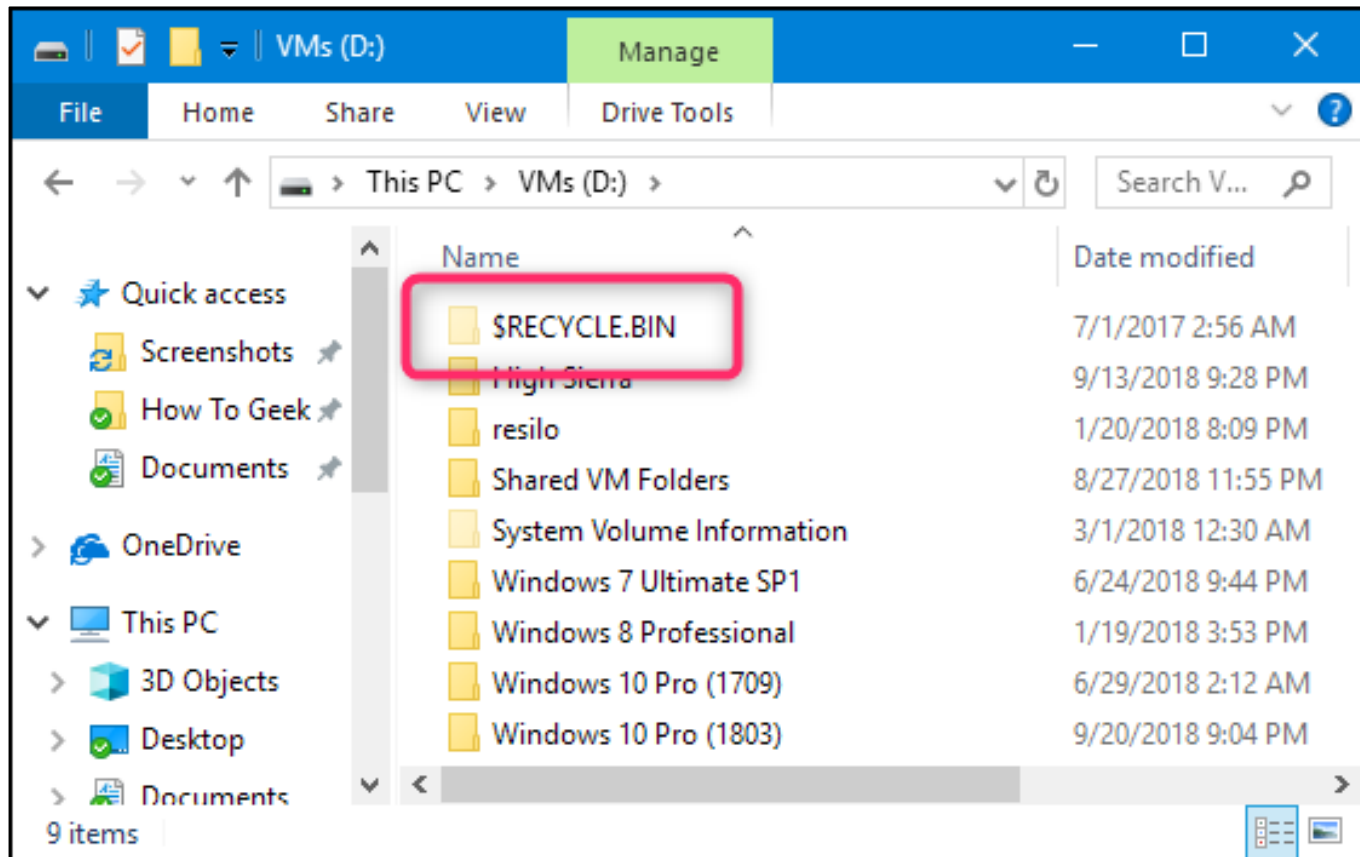 VMs (D:) Manage
File Home Share View Drive Tools ?
This PC > VMs (D:) > Search V...
Name Date modified
Quick access
Screenshots
How To Geek
Documents
OneDrive
This PC
3D Objects
Desktop
Documents
$RECYCLE.BIN 7/1/2017 2:56 AM
High Sierra 9/13/2018 9:28 PM
resilo 1/20/2018 8:09 PM
Shared VM Folders 8/27/2018 11:55 PM
System Volume Information 3/1/2018 12:30 AM
Windows 7 Ultimate SP1 6/24/2018 9:44 PM
Windows 8 Professional 1/19/2018 3:53 PM
Windows 10 Pro (1709) 6/29/2018 2:12 AM
Windows 10 Pro (1803) 9/20/2018 9:04 PM
9 items